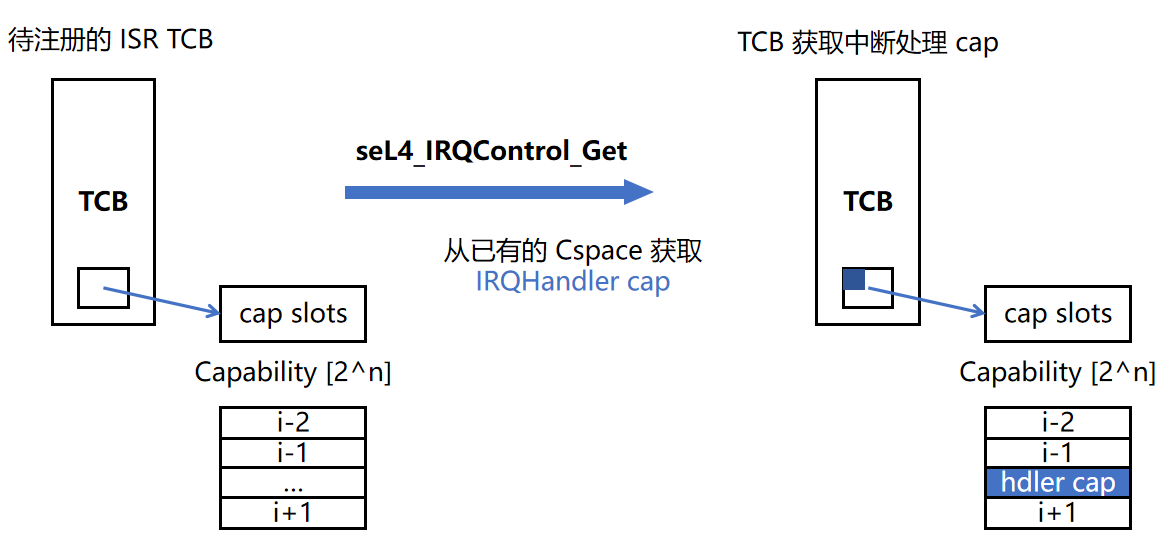 待注册的 ISR TCB
TCB 获取中断处理 cap
seL4_IRQControl_Get
TCB
TCB
从已有的 Cspace 获取
IRQHandler cap
cap slots
cap slots
Capability [2^n]
Capability [2^n]
i-2
i-1
...
i+1
i-2
i-1
hdler cap
i+1